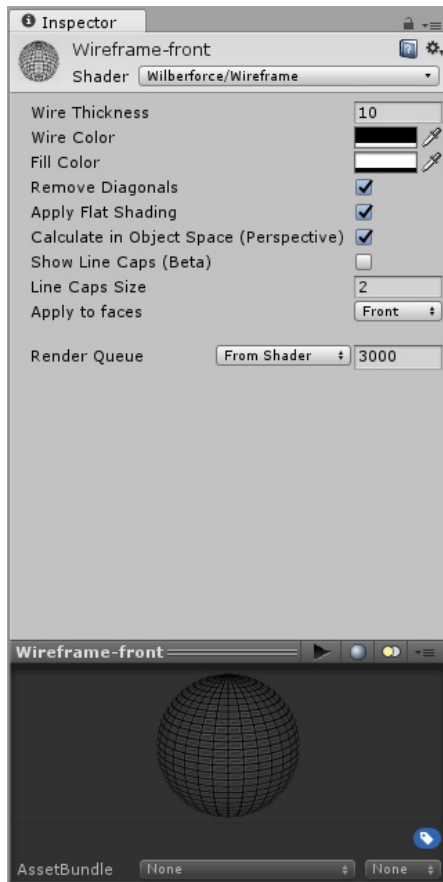 Inspector
Wireframe-front
Shader Wilberforce/Wireframe
Wire Thickness 10
Wire Color
Fill Color
Remove Diagonals
Apply Flat Shading
Calculate in Object Space (Perspective)
Show Line Caps (Beta)
Line Caps Size 2
Apply to faces Front
Render Queue From Shader 3000
Wireframe-front
AssetBundle None None